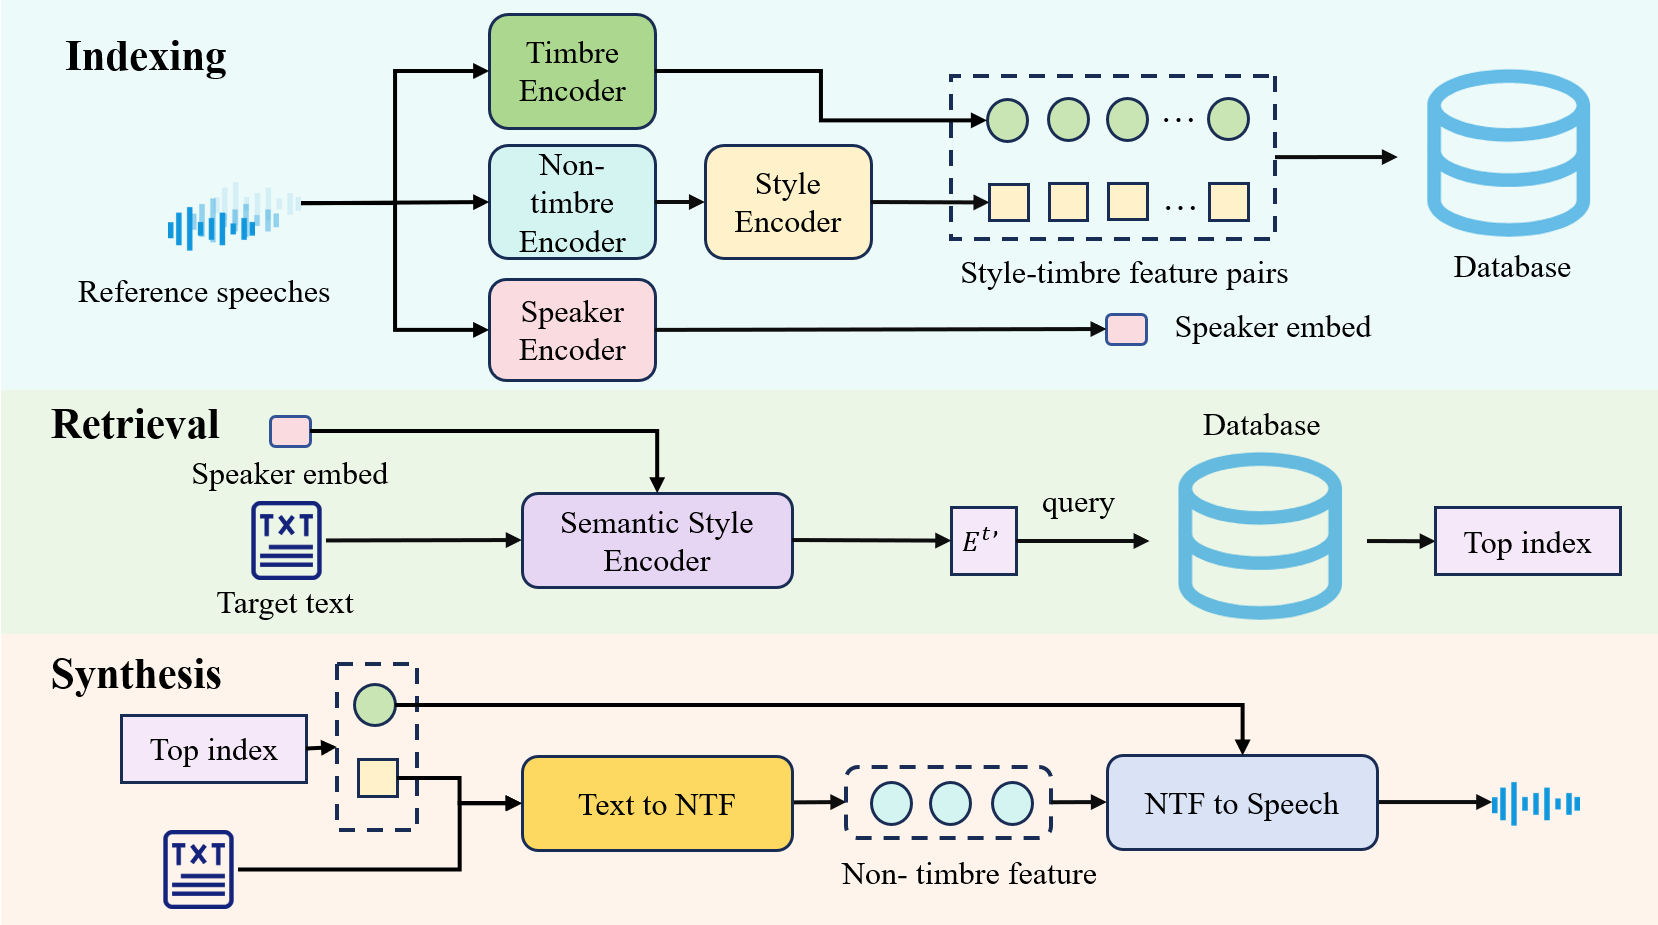 Indexing
Timbre
Encoder
Non-
timbre
Encoder
Style
Encoder
...
...
Style-timbre feature pairs
Database
Reference speeches
Speaker
Encoder
Speaker embed
Retrieval
Speaker embed
TXT
Target text
Semantic Style
Encoder
E^t'
query
Database
Top index
Synthesis
Top index
TXT
Text to NTF
Non- timbre feature
NTF to Speech